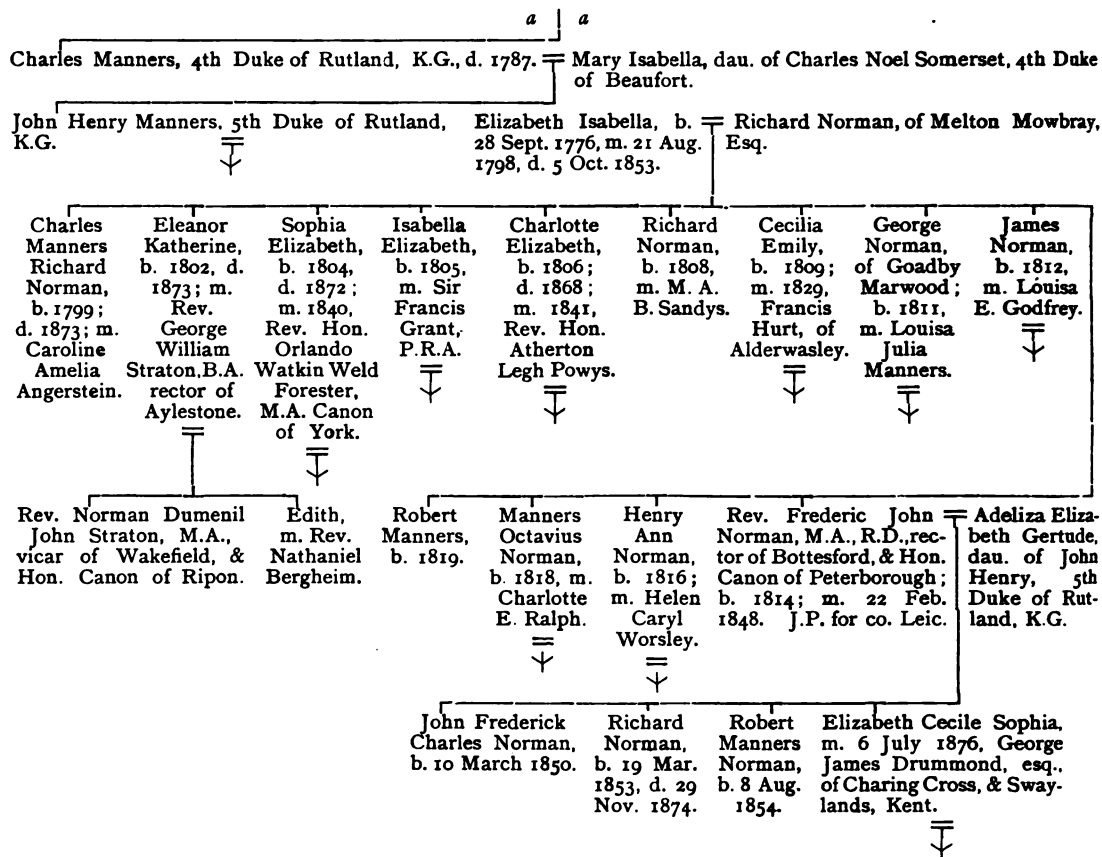 a a
Charles Manners, 4th Duke of Rutland, K.G., d. 1787. = Mary Isabella, dau. of Charles Noel Somerset, 4th Duke
of Beaufort.
John Henry Manners, 5th Duke of Rutland,
K.G.
Elizabeth Isabella, b. = Richard Norman, of Melton Mowbray,
28 Sept. 1776, m. 21 Aug. Esq.
1798, d. 5 Oct. 1853.
Charles
Manners
Richard
Norman,
b. 1799;
d. 1873; m.
Caroline
Amelia
Angerstein.
Eleanor
Katherine,
b. 1802, d.
1873; m.
Rev.
George
William
Straton, B.A.
rector of
Aylestone.
Sophia
Elizabeth,
b. 1804,
d. 1872;
m. 1840,
Rev. Hon.
Orlando
Watkin Weld
Forester,
M.A. Canon
of York.
Isabella
Elizabeth,
b. 1805,
m. Sir
Francis
Grant,
P.R.A.
Charlotte
Elizabeth,
b. 1806;
d. 1868;
m. 1841,
Rev. Hon.
Atherton
Legh Powys.
Richard
Norman,
b. 1808,
m. M. A.
B. Sandys.
Cecilia
Emily,
b. 1809;
m. 1829,
Francis
Hurt, of
Alderwasley.
George
Norman,
of Goadby
Marwood;
b. 1811,
m. Louisa
Julia
Manners.
James
Norman,
b. 1812,
m. Louisa
E. Godfrey.
Rev. Norman Dumenil
John Straton, M.A.,
vicar of Wakefield, &
Hon. Canon of Ripon.
Edith,
m. Rev.
Nathaniel
Bergheim.
Robert
Manners,
b. 1819.
Manners
Octavius
Norman,
b. 1818, m.
Charlotte
E. Ralph.
Henry
Ann
Norman,
b. 1816;
m. Helen
Caryl
Worsley.
Rev. Frederic John =
Norman, M.A., R.D., rec-
tor of Bottesford, & Hon.
Canon of Peterborough;
b. 1814; m. 22 Feb.
1848. J.P. for co. Leic.
Adeliza Eliza-
beth Gertude,
dau. of John
Henry, 5th
Duke of Rut-
land, K.G.
John Frederick
Charles Norman,
b. 10 March 1850.
Richard
Norman,
b. 19 Mar.
1853, d. 29
Nov. 1874.
Robert
Manners
Norman,
b. 8 Aug.
1854.
Elizabeth Cecile Sophia,
m. 6 July 1876, George
James Drummond, esq.,
of Charing Cross, & Sway-
lands, Kent.